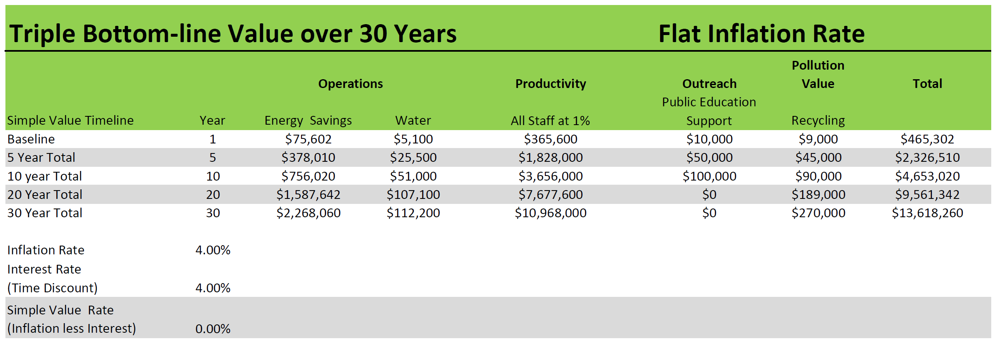 Triple Bottom-line Value over 30 Years Flat Inflation Rate
Pollution
Operations Productivity Outreach Value Total
Public Education
Simple Value Timeline Year Energy Savings Water All Staff at 1% Support Recycling
Baseline 1 $75,602 $5,100 $365,600 $10,000 $9,000 $465,302
5 Year Total 5 $378,010 $25,500 $1,828,000 $50,000 $45,000 $2,326,510
10 year Total 10 $756,020 $51,000 $3,656,000 $100,000 $90,000 $4,653,020
20 Year Total 20 $1,587,642 $107,100 $7,677,600 $0 $189,000 $9,561,342
30 Year Total 30 $2,268,060 $112,200 $10,968,000 $0 $270,000 $13,618,260
Inflation Rate 4.00%
Interest Rate
(Time Discount) 4.00%
Simple Value Rate
(Inflation less Interest) 0.00%